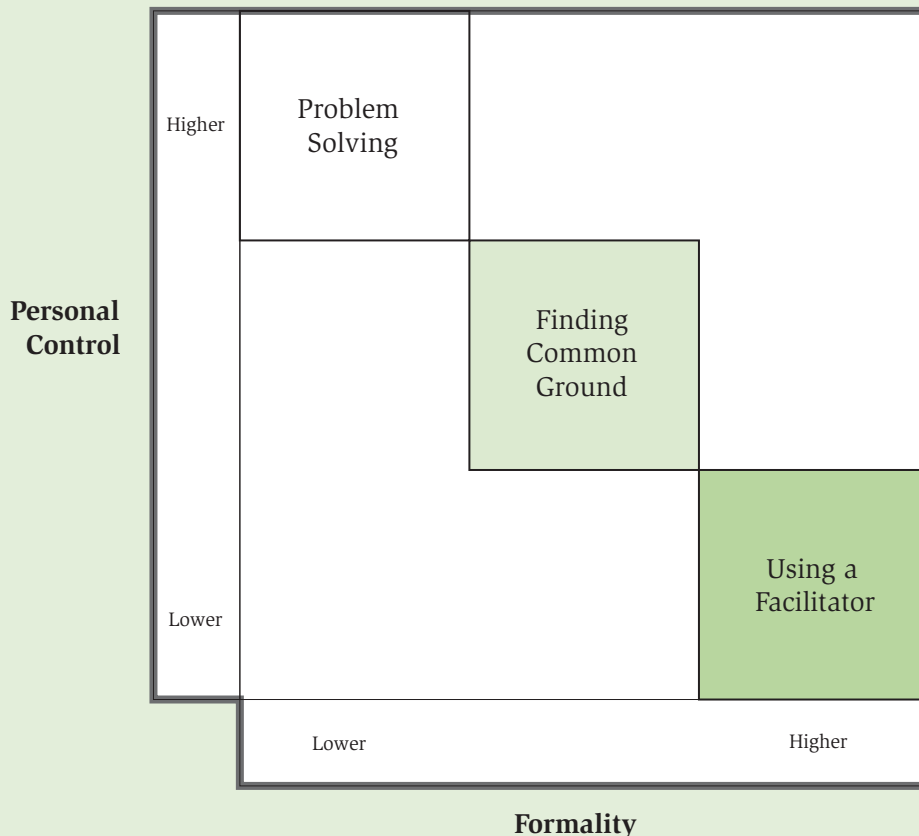 Higher
Problem
Solving
Personal
Control
Finding
Common
Ground
Using a
Facilitator
Lower
Lower
Higher
Formality